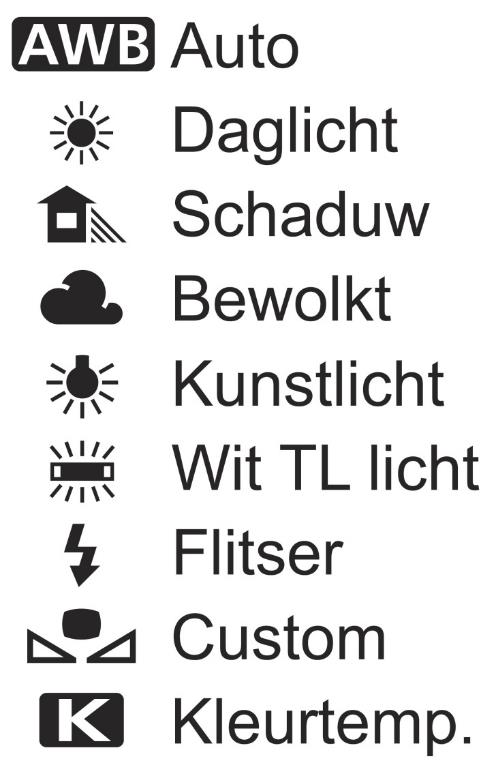 AWB Auto
Daglicht
Schaduw
Bewolkt
Kunstlicht
Wit TL licht
Flitser
Custom
K Kleurtemp.